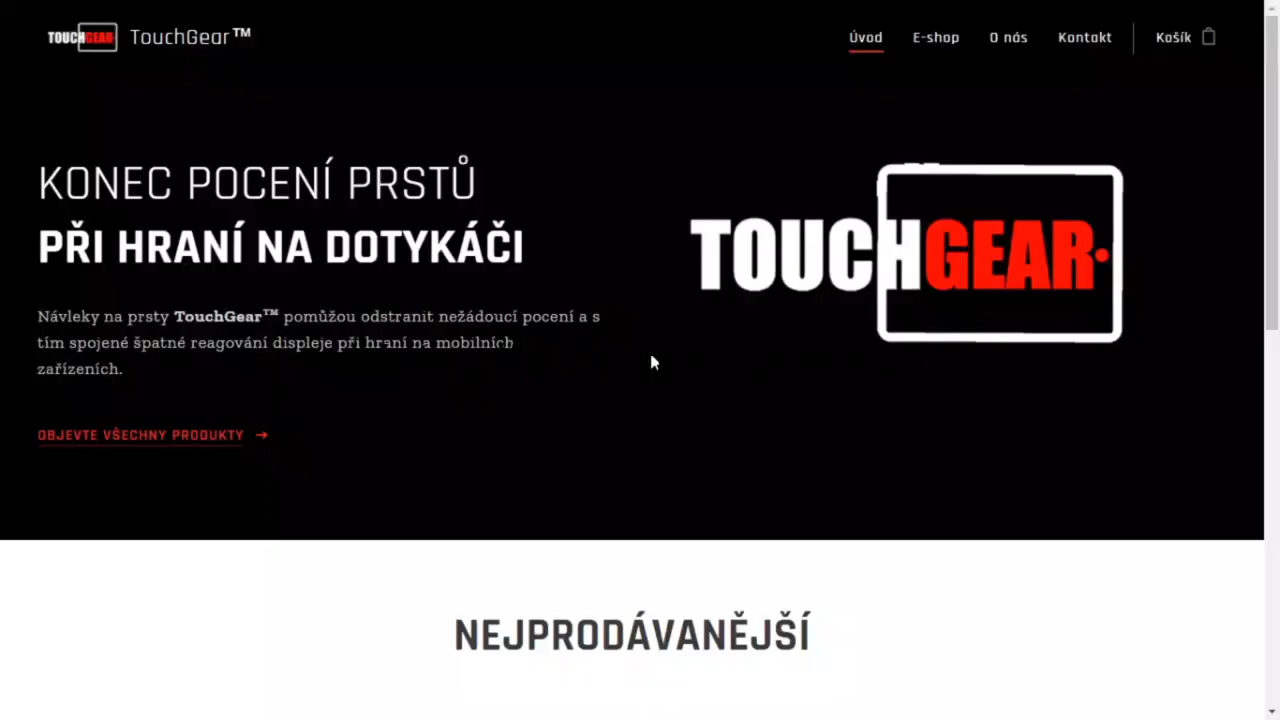 TOUCHGEAR TouchGear™
Úvod E-shop O nás Kontakt Košík
KONEC POCENÍ PRSTŮ
PŘI HRANÍ NA DOTYKÁČI
Návleky na prsty TouchGear™ pomůžou odstranit nežádoucí pocení a s
tím spojené špatné reagování displeje při hraní na mobilních
zařízeních.
OBJEVTE VŠECHNY PRODUKTY →
TOUCHGEAR
NEJPRODÁVANĚJŠÍ